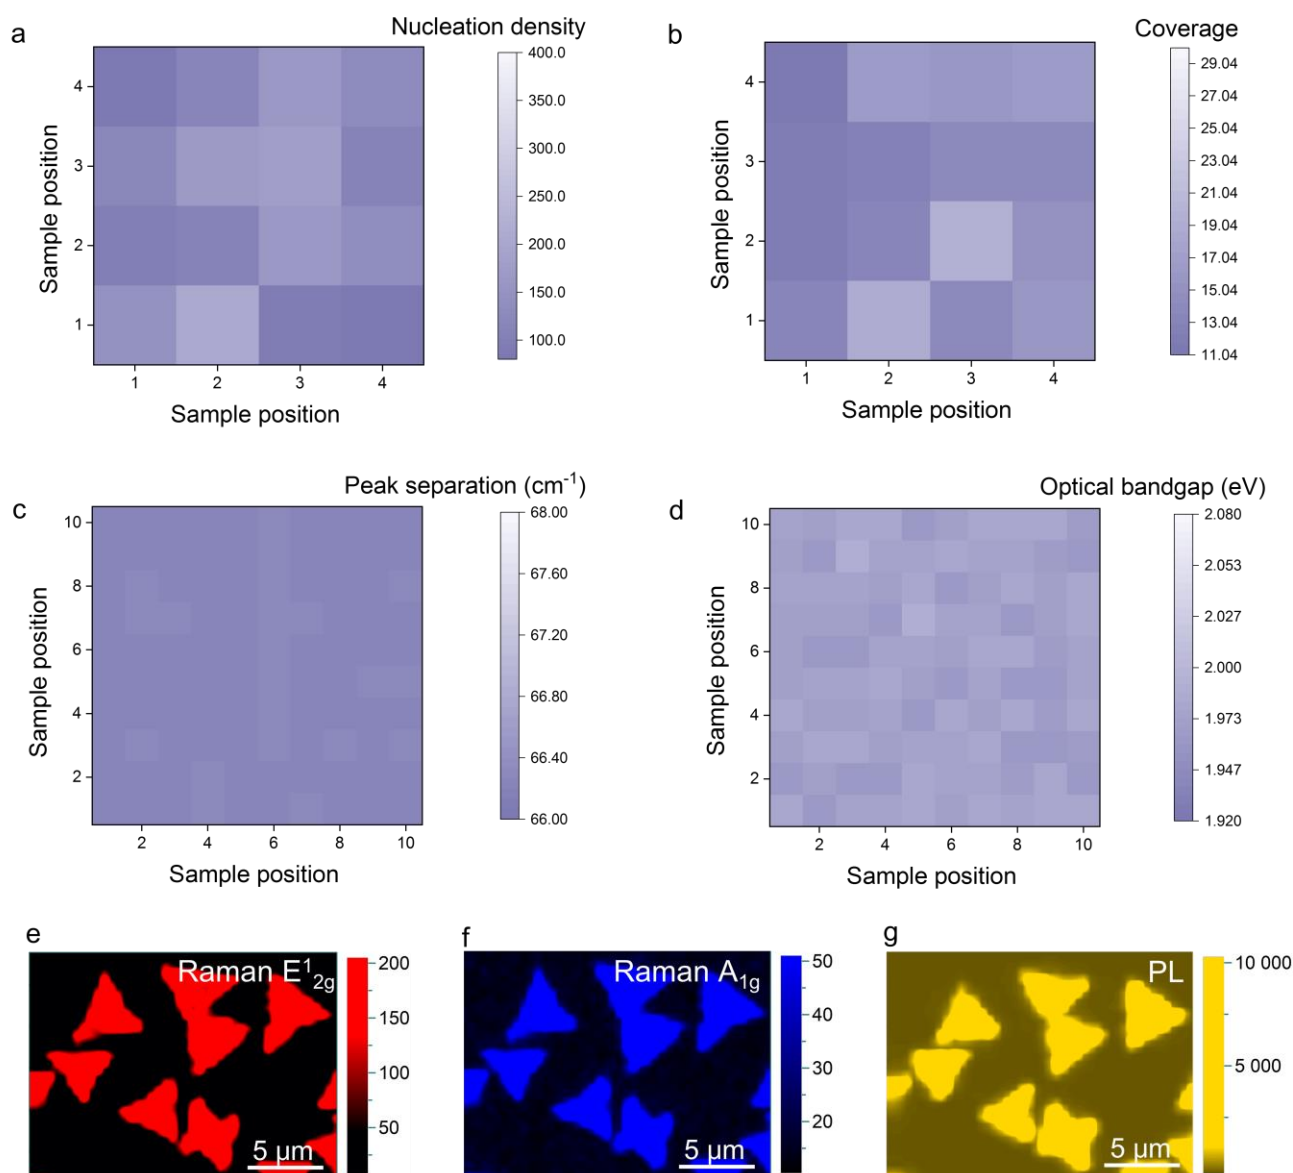 a
Nucleation density
4
3
2
1
1 2 3 4
Sample position
Sample position
400.0
350.0
300.0
250.0
200.0
150.0
100.0
b
Coverage
4
3
2
1
1 2 3 4
Sample position
Sample position
29.04
27.04
25.04
23.04
21.04
19.04
17.04
15.04
13.04
11.04
c
Peak separation (cm⁻¹)
10
8
6
4
2
2 4 6 8 10
Sample position
Sample position
68.00
67.60
67.20
66.80
66.40
66.00
d
Optical bandgap (eV)
10
8
6
4
2
2 4 6 8 10
Sample position
Sample position
2.080
2.053
2.027
2.000
1.973
1.947
1.920
e
Raman E¹₂g
5 µm
200
150
100
50
f
Raman A₁g
5 µm
50
40
30
20
g
PL
5 µm
10 000
5 000